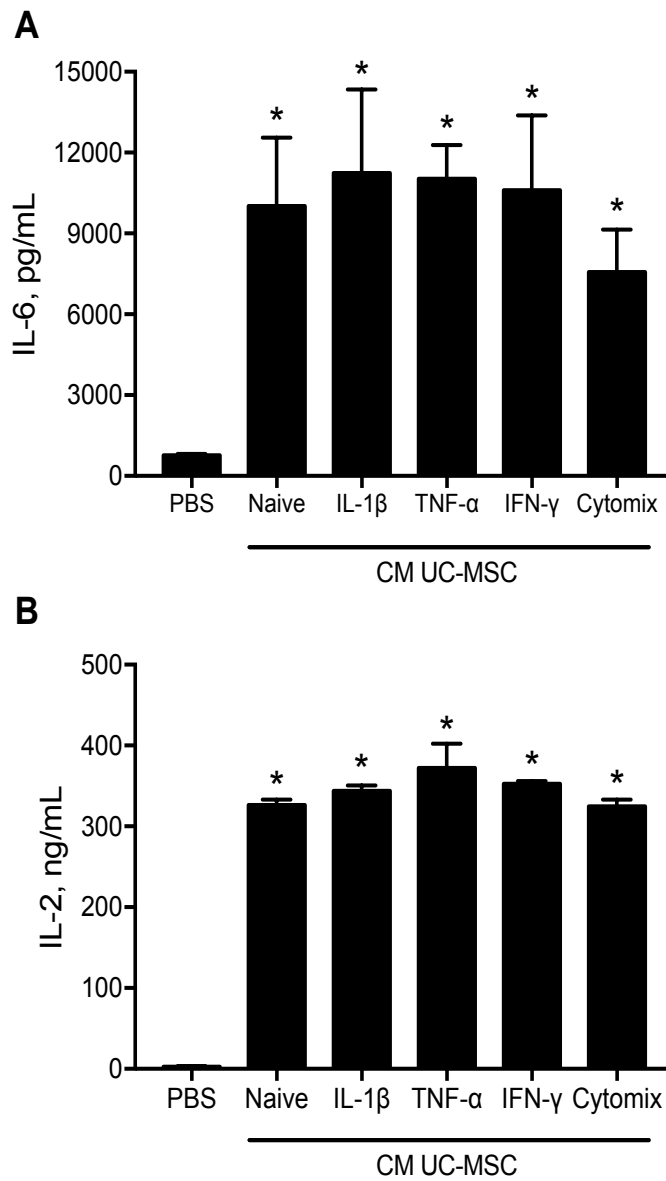 A
15000
12000
9000
6000
3000
0
IL-6, pg/mL
* * * * *
PBS Naive IL-1β TNF-α IFN-γ Cytomix
CM UC-MSC
B
500
400
300
200
100
0
IL-2, ng/mL
* * * * *
PBS Naive IL-1β TNF-α IFN-γ Cytomix
CM UC-MSC